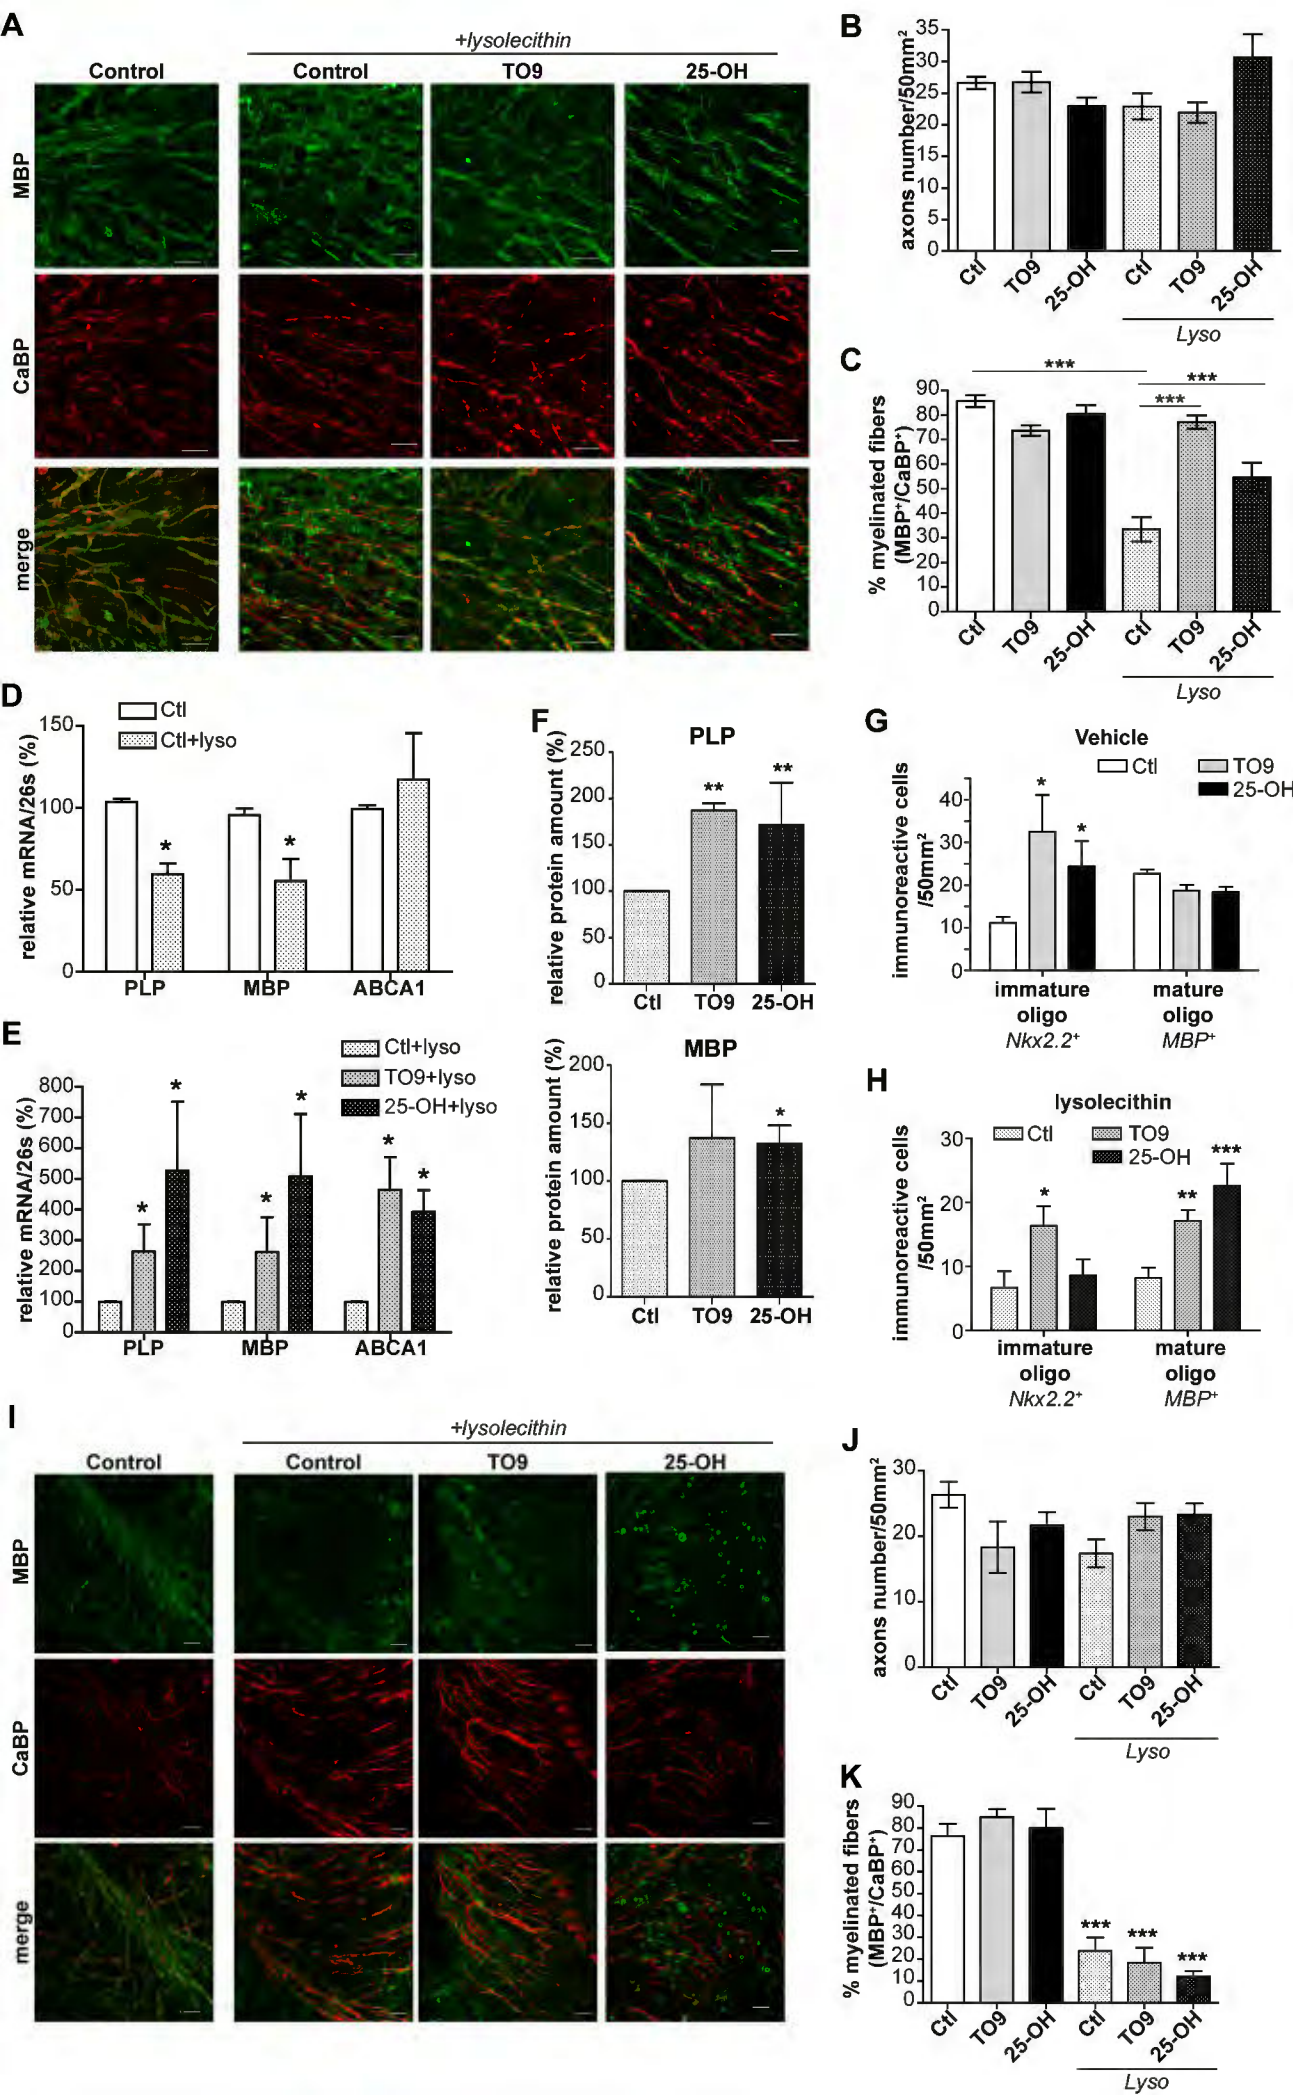 A
+lysolecithin
Control
Control
TO9
25-OH
MBP
CaBP
merge
B
axons number/50mm²
35
30
25
20
15
10
5
0
Ctl
TO9
25-OH
Ctl
TO9
25-OH
Lyso
C
% myelinated fibers
(MBP⁺/CaBP⁺)
***
***
***
90
80
70
60
50
40
30
20
10
0
Ctl
TO9
25-OH
Ctl
TO9
25-OH
Lyso
D
Ctl
Ctl+lyso
relative mRNA/26s (%)
150
100
50
0
*
*
PLP
MBP
ABCA1
E
Ctl+lyso
TO9+lyso
25-OH+lyso
relative mRNA/26s (%)
800
700
600
500
400
300
200
100
0
*
*
*
*
*
*
PLP
MBP
ABCA1
F
PLP
relative protein amount (%)
250
200
150
100
50
0
**
**
Ctl
TO9
25-OH
MBP
relative protein amount (%)
200
150
100
50
0
*
Ctl
TO9
25-OH
G
Vehicle
Ctl
TO9
25-OH
immunoreactive cells
/50mm²
40
30
20
10
0
*
*
immature
oligo
Nkx2.2⁺
mature
oligo
MBP⁺
H
lysolecithin
Ctl
TO9
25-OH
immunoreactive cells
/50mm²
30
20
10
0
*
**
***
immature
oligo
Nkx2.2⁺
mature
oligo
MBP⁺
I
+lysolecithin
Control
Control
TO9
25-OH
MBP
CaBP
merge
J
axons number/50mm²
30
20
10
0
Ctl
TO9
25-OH
Ctl
TO9
25-OH
Lyso
K
% myelinated fibers
(MBP⁺/CaBP⁺)
90
80
70
60
50
40
30
20
10
0
***
***
***
Ctl
TO9
25-OH
Ctl
TO9
25-OH
Lyso